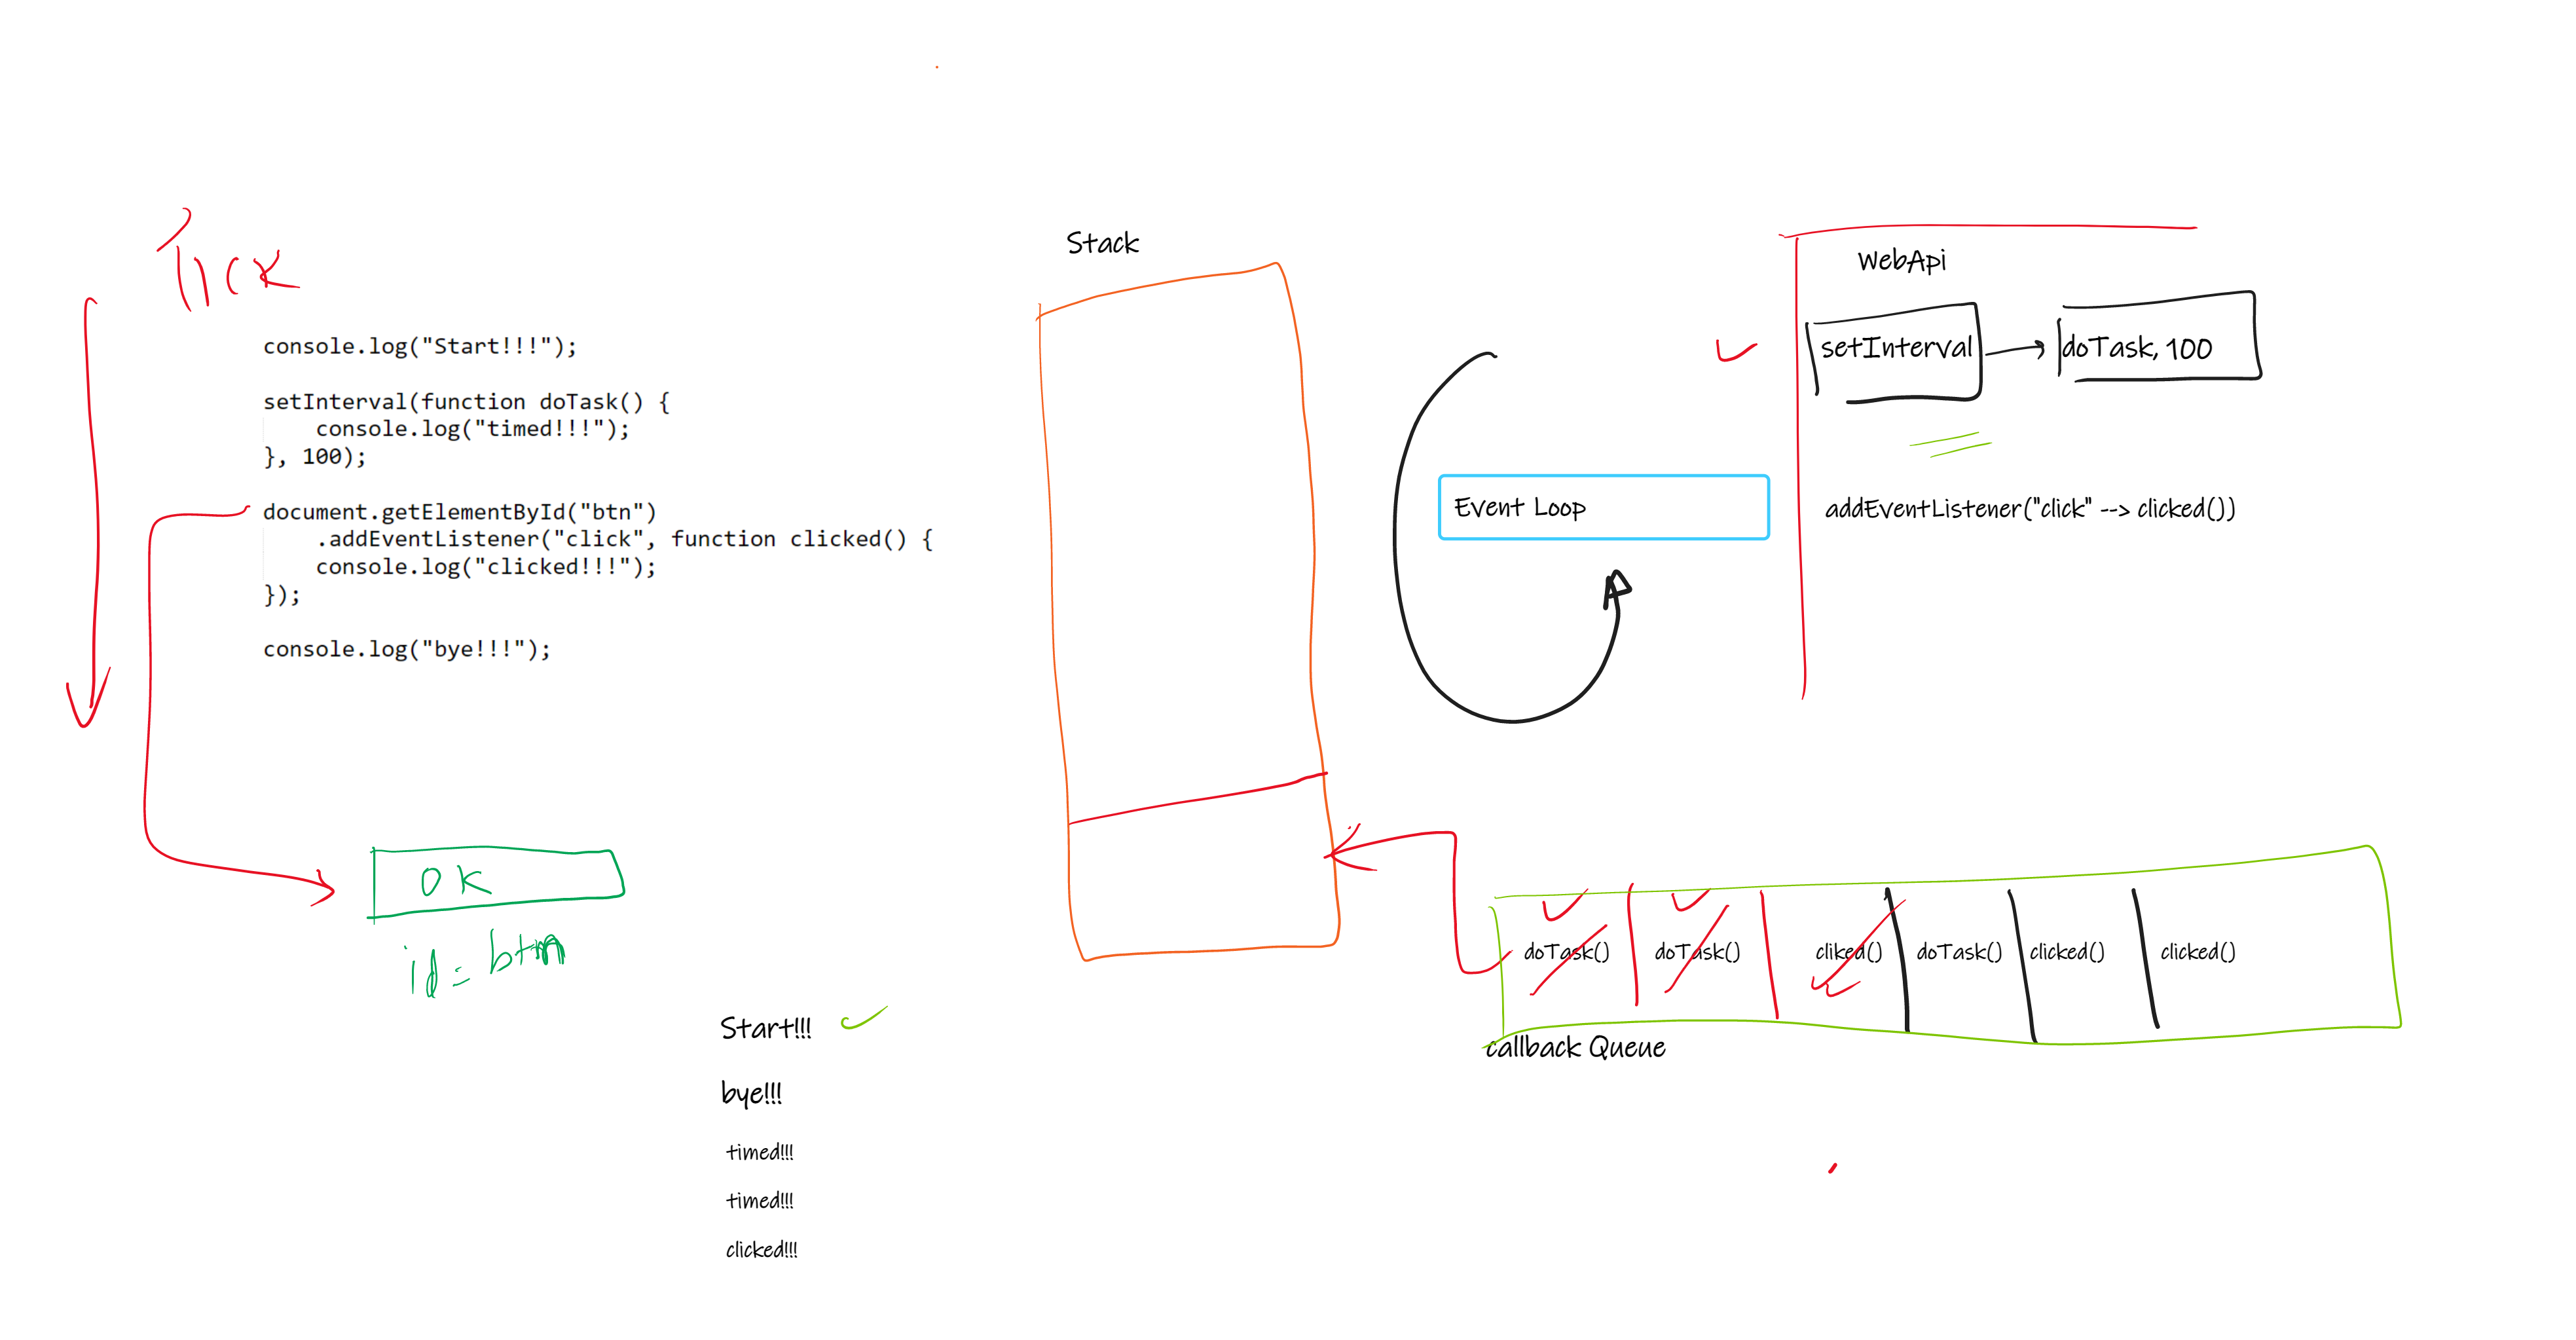 Tick
console.log("Start!!!");
setInterval(function doTask() {
    console.log("timed!!!");
}, 100);
document.getElementById("btn")
    .addEventListener("click", function clicked() {
    console.log("clicked!!!");
});
console.log("bye!!!");
OK
id = btn
Start!!!
bye!!!
timed!!!
timed!!!
clicked!!!
Stack
Event Loop
WebApi
setInterval
doTask, 100
addEventListener("click" --> clicked())
doTask() doTask() cliked() doTask() clicked() clicked()
callback Queue